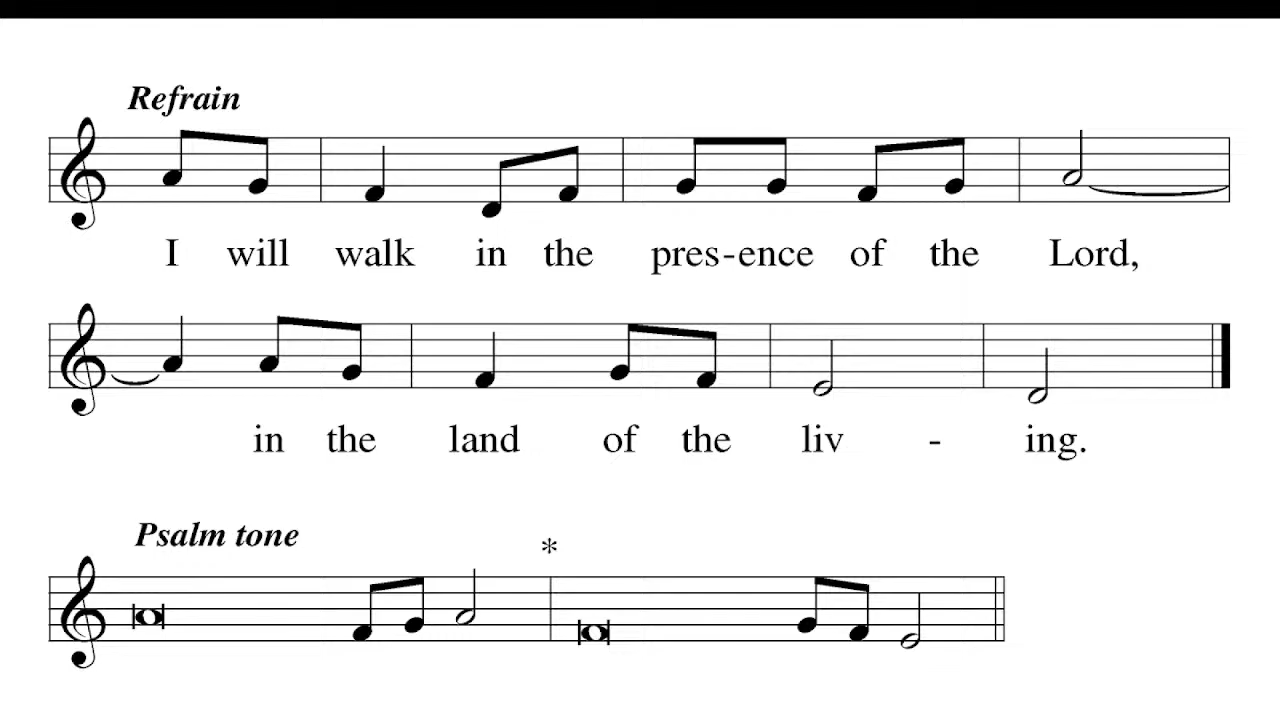 Refrain
I will walk in the pres-ence of the Lord,
in the land of the liv - ing.
Psalm tone
*